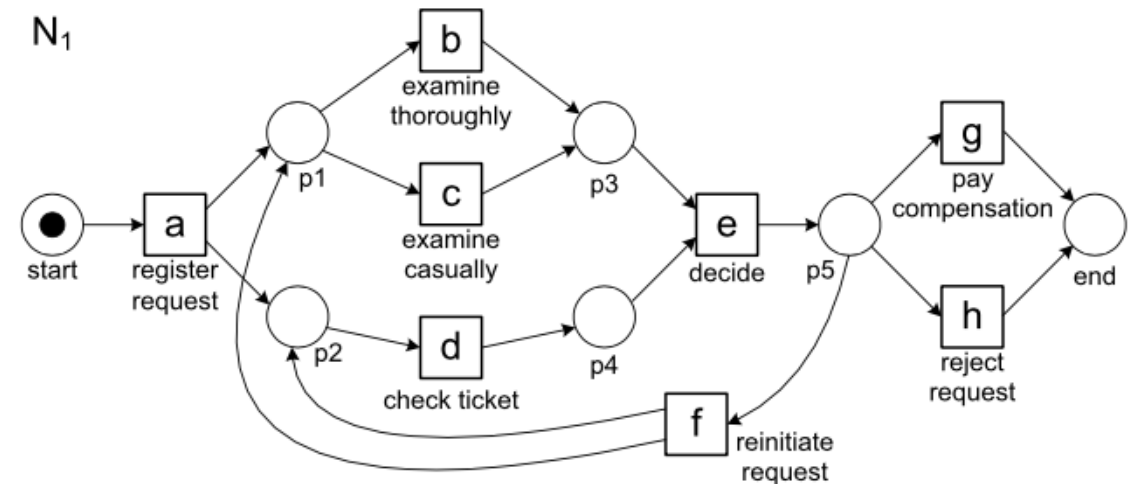 N1
b
examine
thoroughly
p1
c
examine
casually
p3
start
a
register
request
p2
d
check ticket
p4
e
decide
p5
f
reinitiate
request
g
pay
compensation
h
reject
request
end